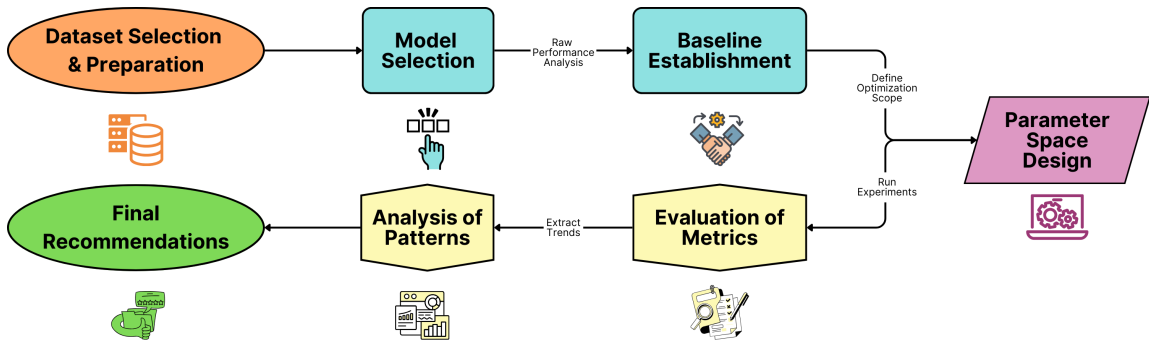 Dataset Selection
& Preparation
Model
Selection
Raw
Performance
Analysis
Baseline
Establishment
Define
Optimization
Scope
Parameter
Space
Design
Run
Experiments
Evaluation of
Metrics
Extract
Trends
Analysis of
Patterns
Final
Recommendations